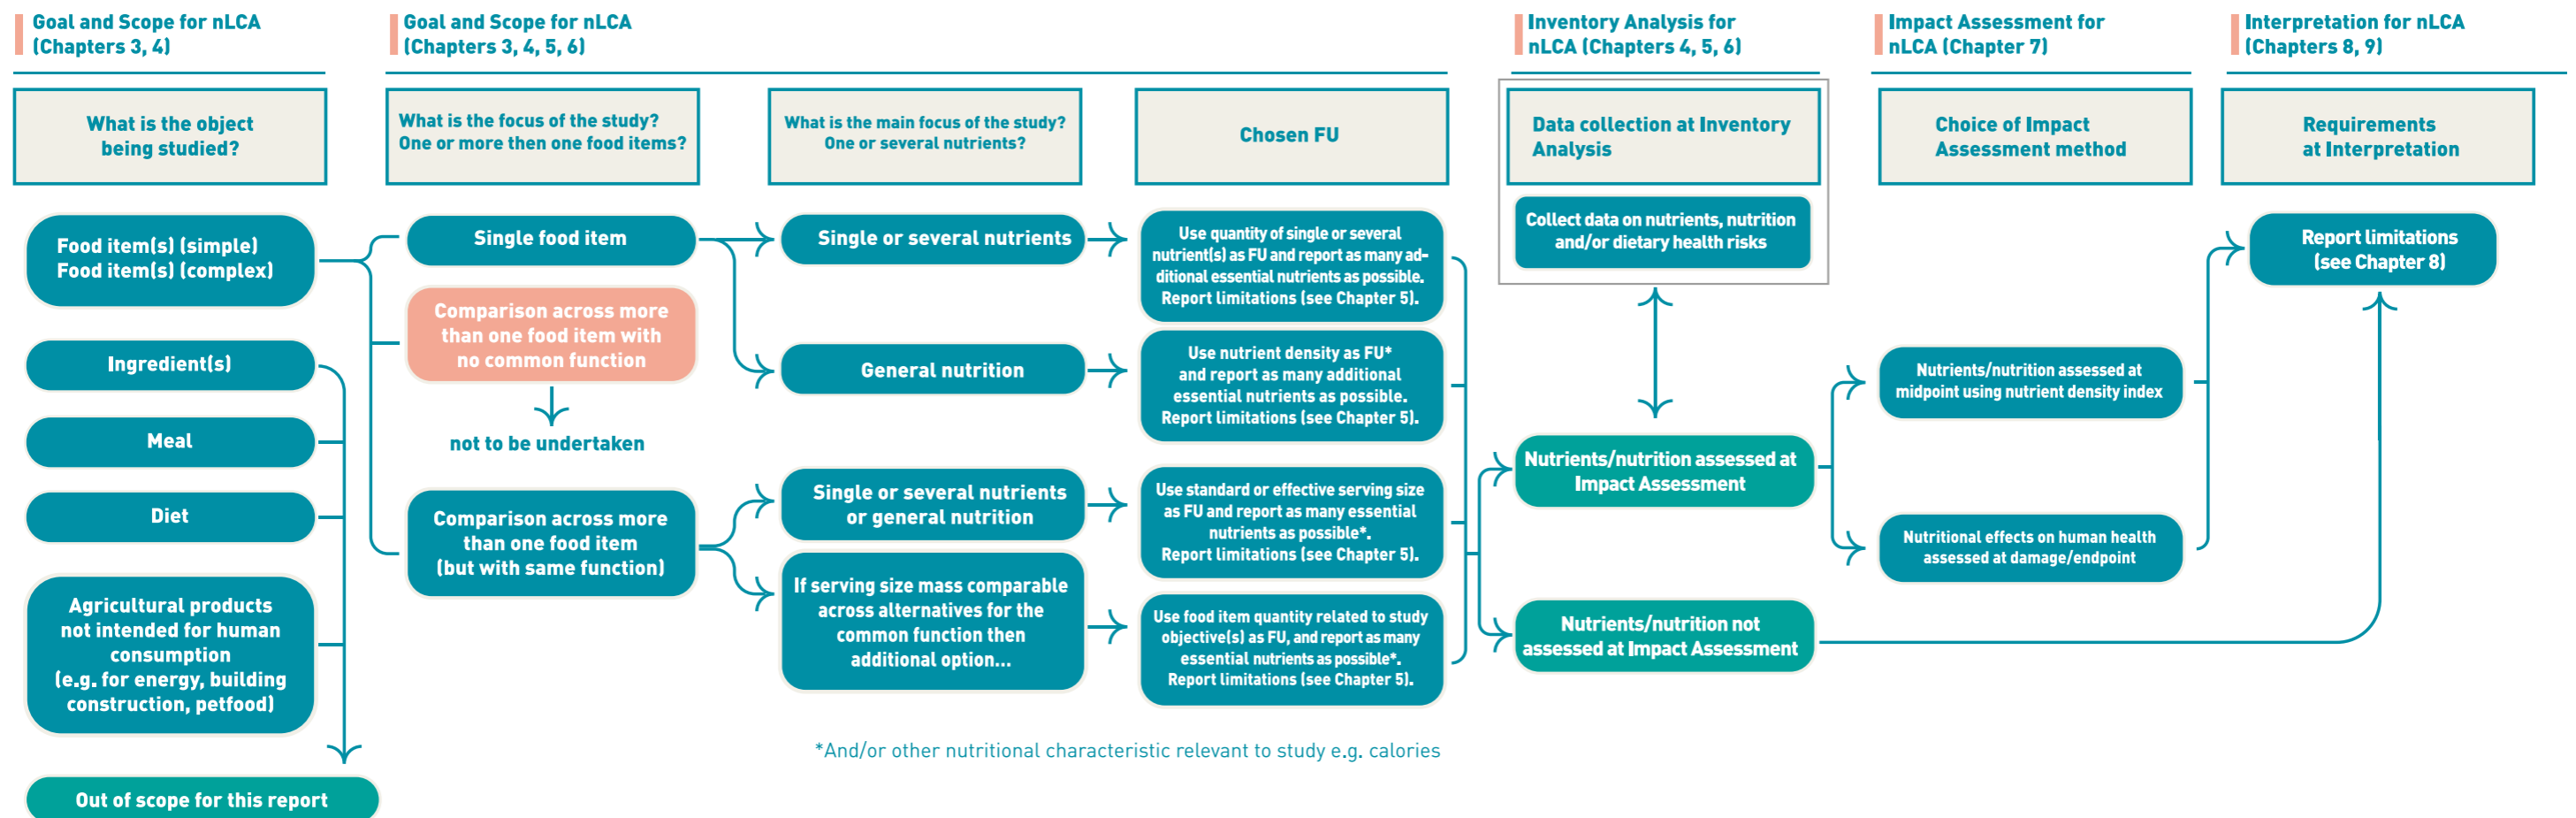 Goal and Scope for nLCA
(Chapters 3, 4)
Goal and Scope for nLCA
(Chapters 3, 4, 5, 6)
Inventory Analysis for
nLCA (Chapters 4, 5, 6)
Impact Assessment for
nLCA (Chapter 7)
Interpretation for nLCA
(Chapters 8, 9)
What is the object
being studied?
What is the focus of the study?
One or more then one food items?
What is the main focus of the study?
One or several nutrients?
Chosen FU
Data collection at Inventory
Analysis
Choice of Impact
Assessment method
Requirements
at Interpretation
Food item(s) (simple)
Food item(s) (complex)
Ingredient(s)
Meal
Diet
Agricultural products
not intended for human
consumption
(e.g. for energy, building
construction, petfood)
Out of scope for this report
Single food item
Comparison across more
than one food item with
no common function
not to be undertaken
Comparison across more
than one food item
(but with same function)
Single or several nutrients
General nutrition
Single or several nutrients
or general nutrition
If serving size mass comparable
across alternatives for the
common function then
additional option...
Use quantity of single or several
nutrient(s) as FU and report as many ad-
ditional essential nutrients as possible.
Report limitations (see Chapter 5).
Use nutrient density as FU*
and report as many additional
essential nutrients as possible.
Report limitations (see Chapter 5).
Use standard or effective serving size
as FU and report as many essential
nutrients as possible*.
Report limitations (see Chapter 5).
Use food item quantity related to study
objective(s) as FU, and report as many
essential nutrients as possible*.
Report limitations (see Chapter 5).
*And/or other nutritional characteristic relevant to study e.g. calories
Collect data on nutrients, nutrition
and/or dietary health risks
Nutrients/nutrition assessed at
Impact Assessment
Nutrients/nutrition not
assessed at Impact Assessment
Nutrients/nutrition assessed at
midpoint using nutrient density index
Nutritional effects on human health
assessed at damage/endpoint
Report limitations
(see Chapter 8)